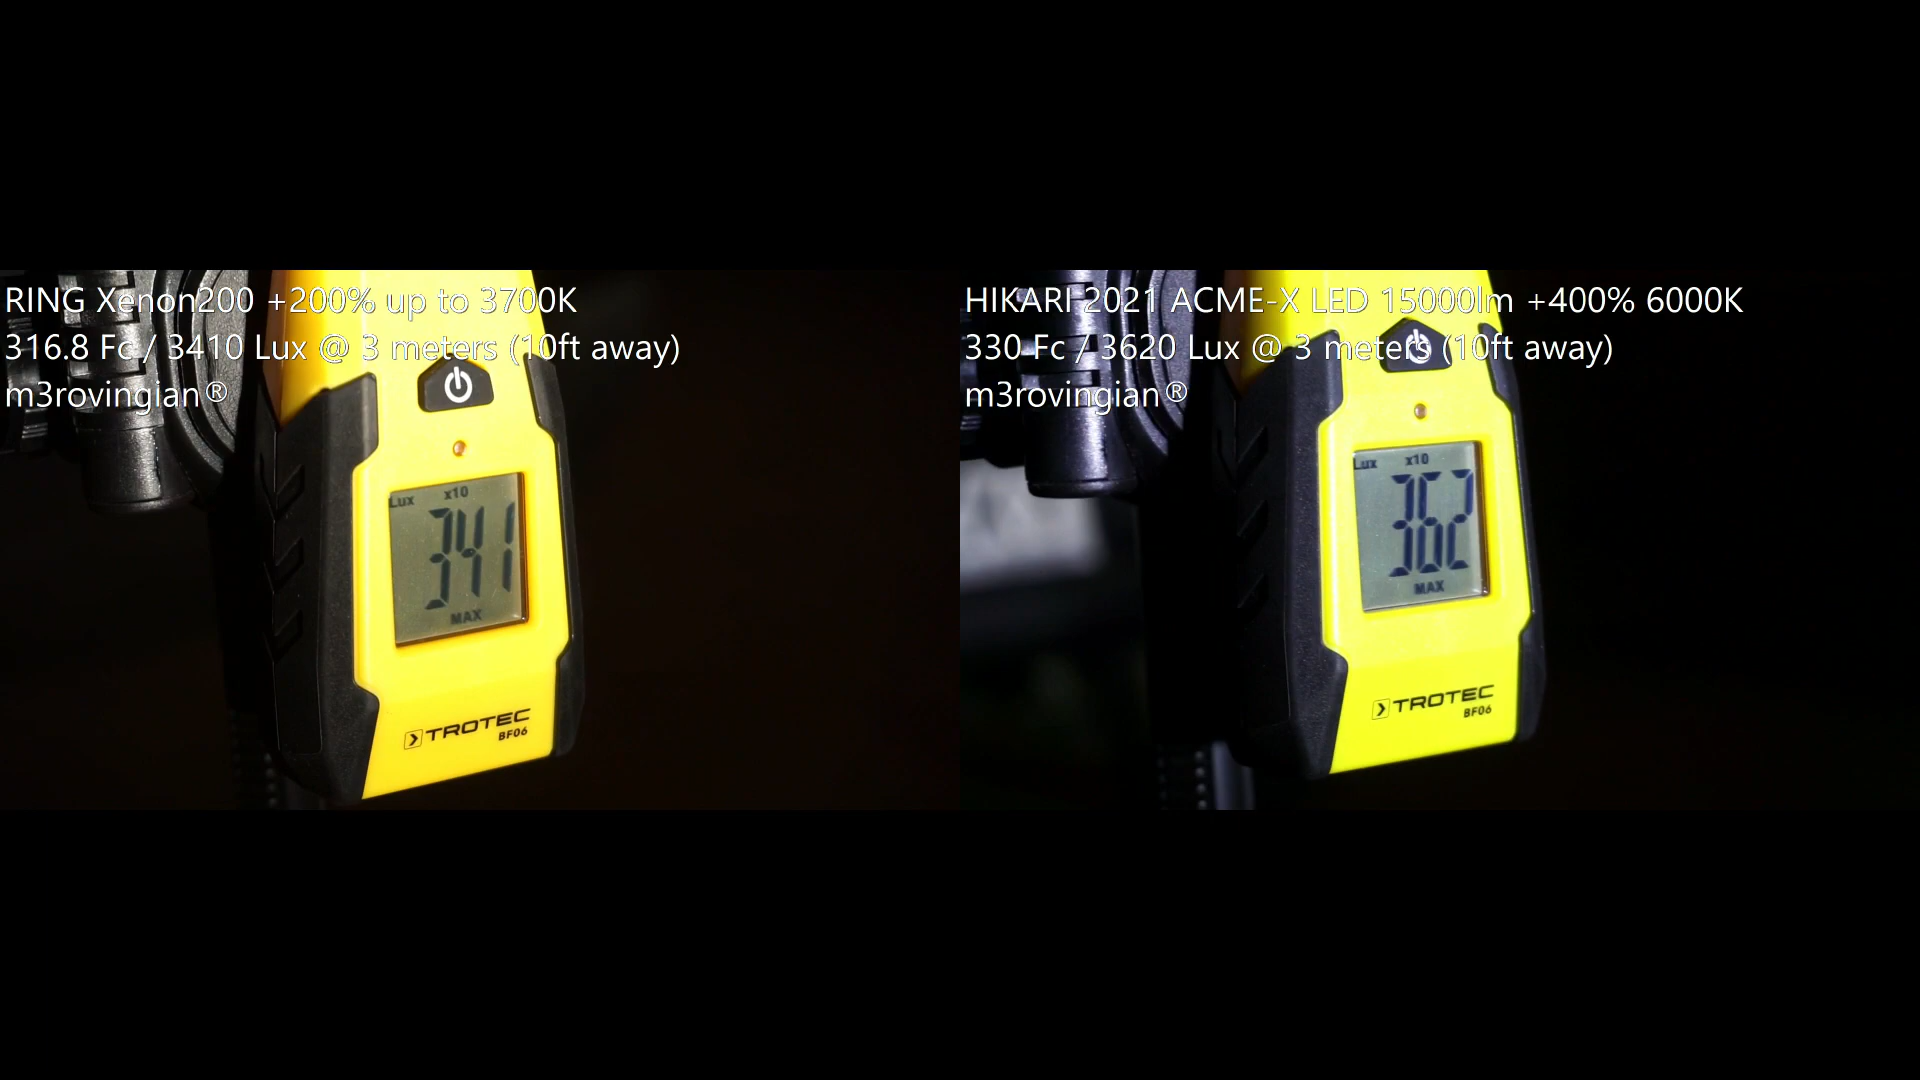 RING Xenon200 +200% up to 3700K
316.8 Fc / 3410 Lux @ 3 meters (10ft away)
m3rovingian®
Lux x10
341
MAX
TROTEC
BF06
HIKARI 2021 ACME-X LED 15000lm +400% 6000K
330 Fc / 3620 Lux @ 3 meters (10ft away)
m3rovingian®
Lux x10
362
MAX
TROTEC
BF06